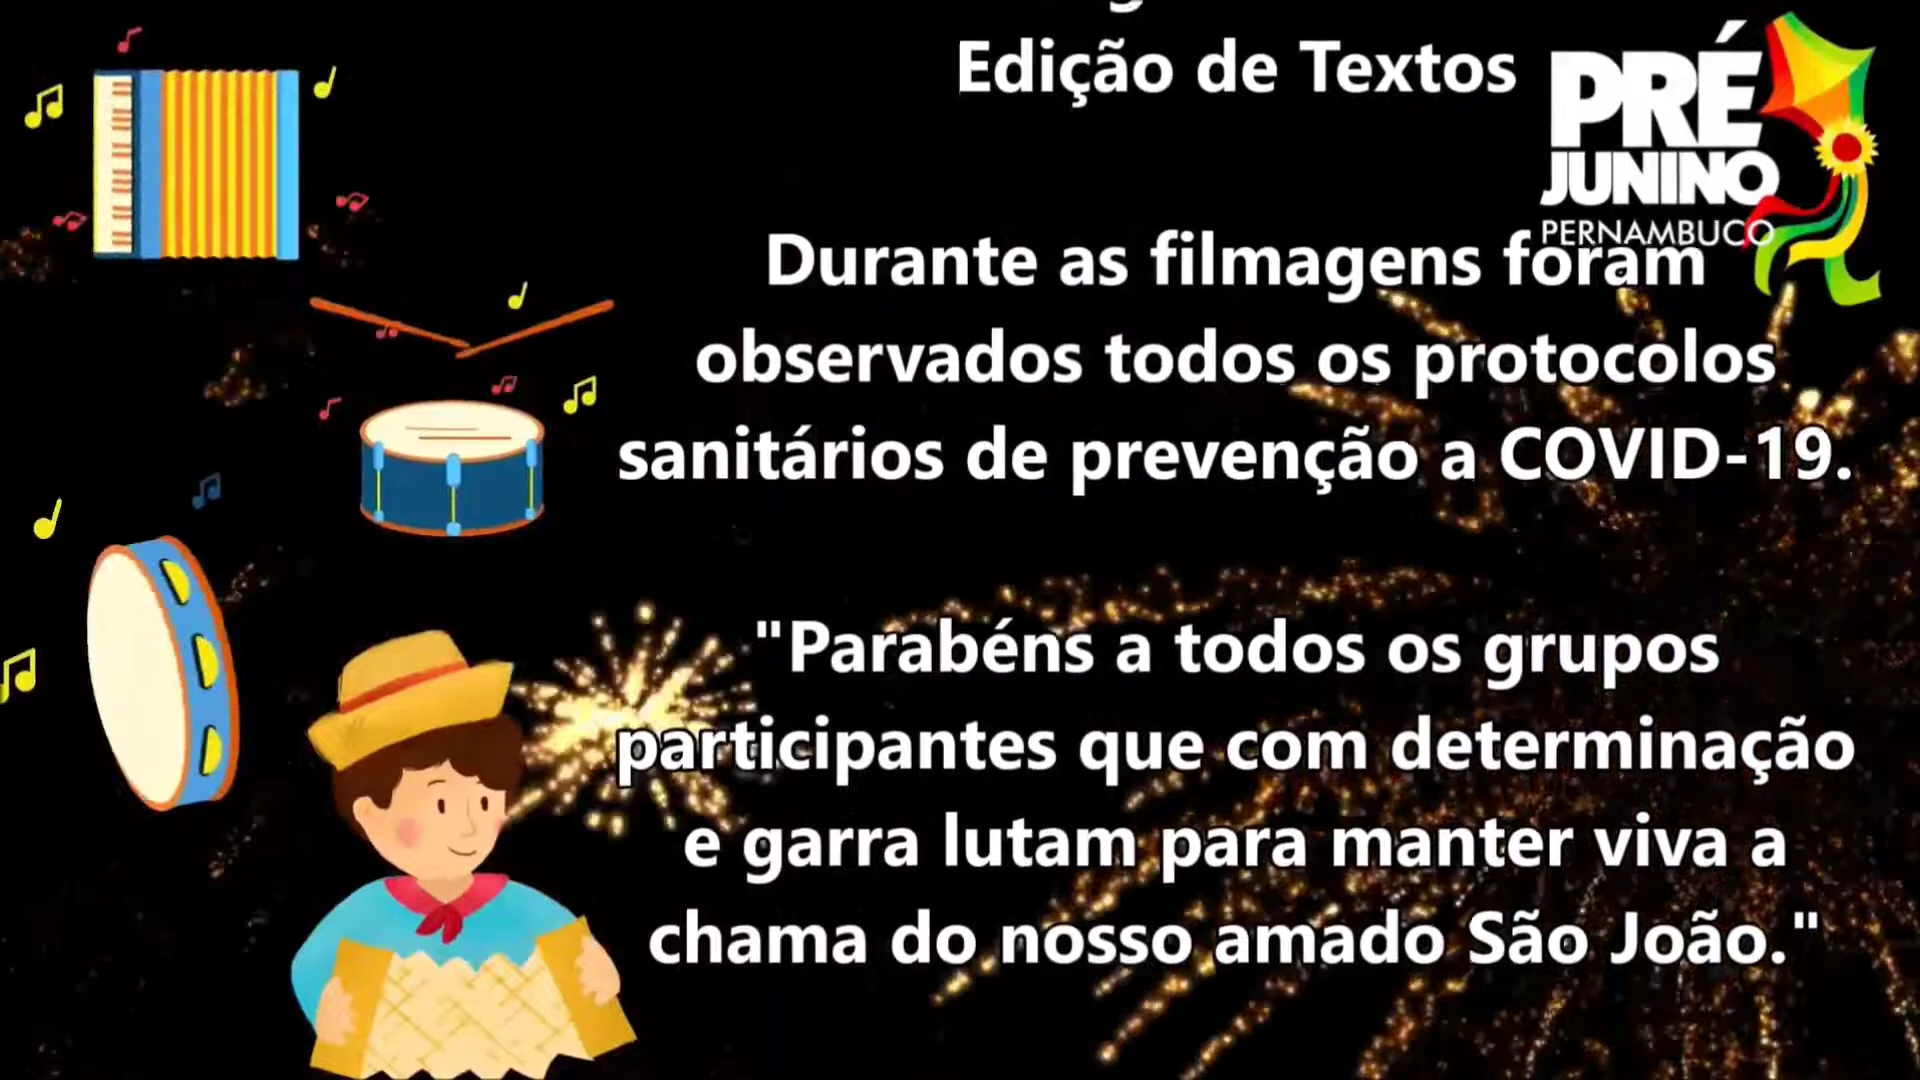 Edição de Textos
PRÉ
JUNINO
PERNAMBUCO
Durante as filmagens foram
observados todos os protocolos
sanitários de prevenção a COVID-19.
"Parabéns a todos os grupos
participantes que com determinação
e garra lutam para manter viva a
chama do nosso amado São João."